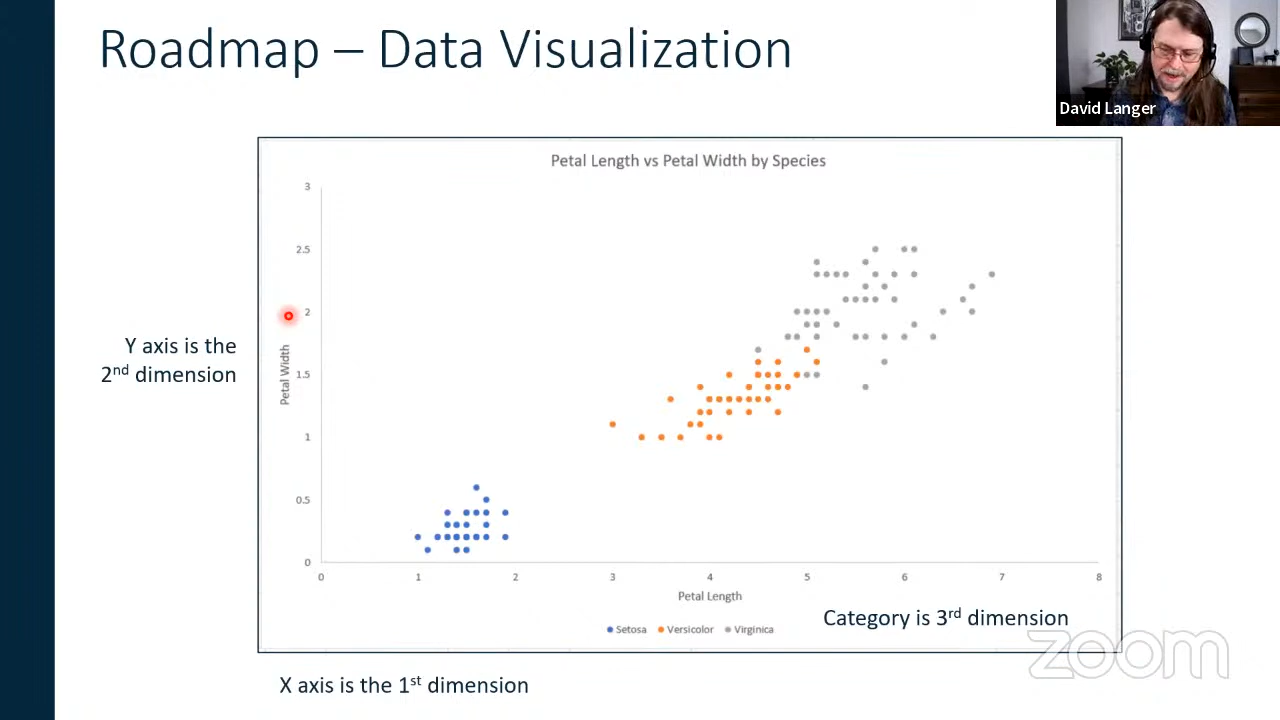 Roadmap – Data Visualization
David Langer
Petal Length vs Petal Width by Species
3
2.5
2
1.5
1
0.5
0
Petal Width
Y axis is the
2nd dimension
0 1 2 3 4 5 6 7 8
Petal Length
Setosa Versicolor Virginica
Category is 3rd dimension
X axis is the 1st dimension
zoom